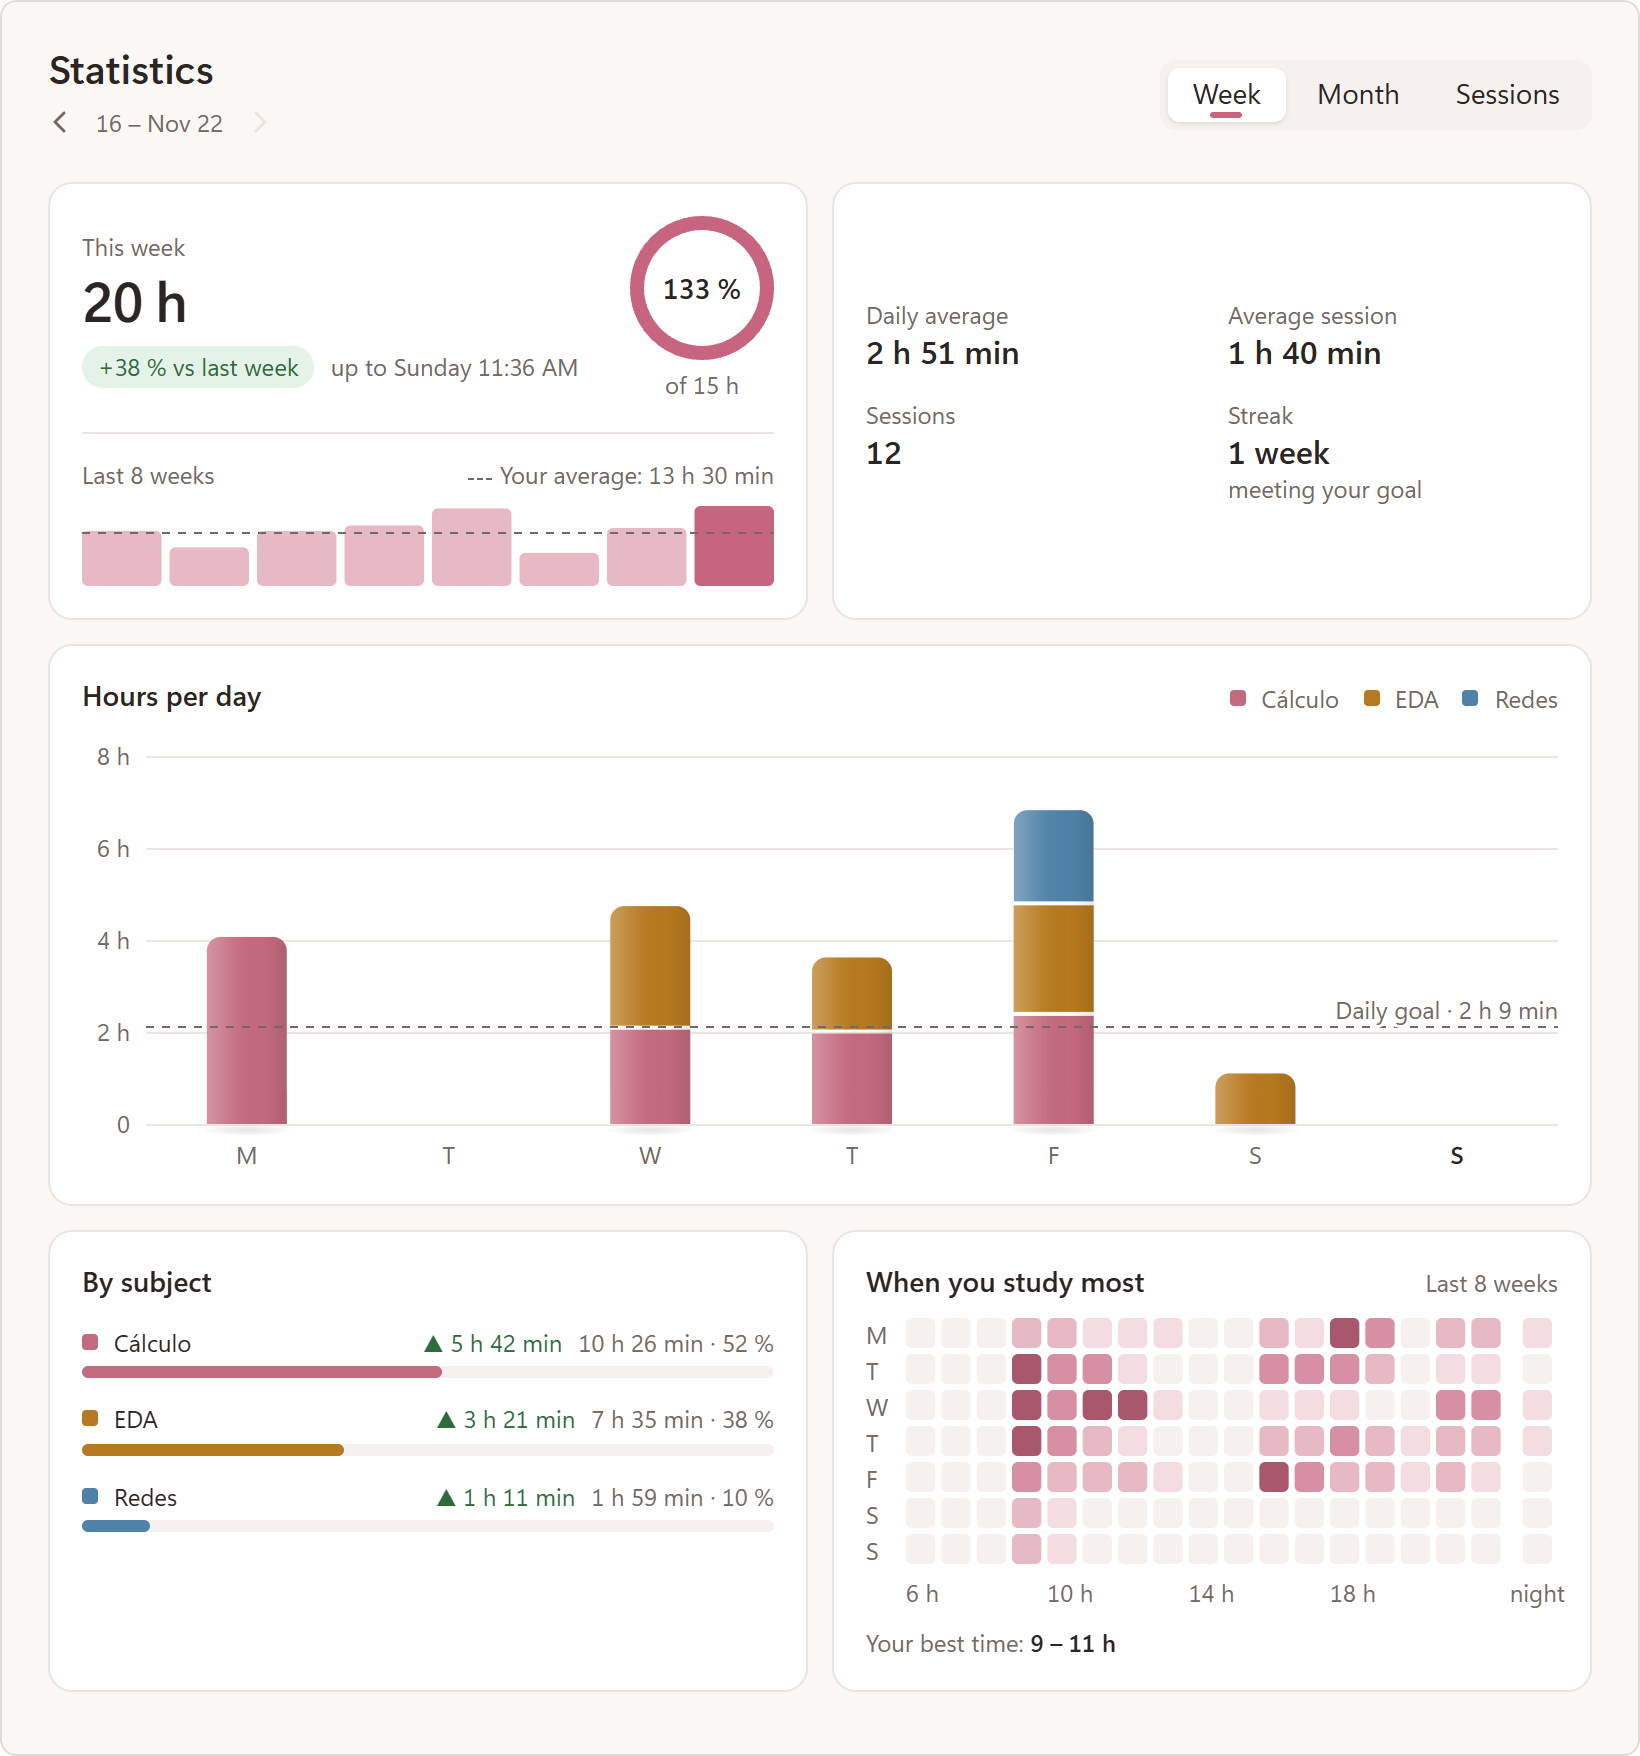 Statistics
16 – Nov 22
Week Month Sessions
This week
20 h
+38 % vs last week up to Sunday 11:36 AM
133 %
of 15 h
Last 8 weeks
--- Your average: 13 h 30 min
Daily average
2 h 51 min
Average session
1 h 40 min
Sessions
12
Streak
1 week
meeting your goal
Hours per day
Cálculo EDA Redes
8 h
6 h
4 h
2 h
0
Daily goal · 2 h 9 min
M T W T F S S
By subject
Cálculo ▲ 5 h 42 min 10 h 26 min · 52 %
EDA ▲ 3 h 21 min 7 h 35 min · 38 %
Redes ▲ 1 h 11 min 1 h 59 min · 10 %
When you study most
Last 8 weeks
M
T
W
T
F
S
S
6 h 10 h 14 h 18 h night
Your best time: 9 – 11 h